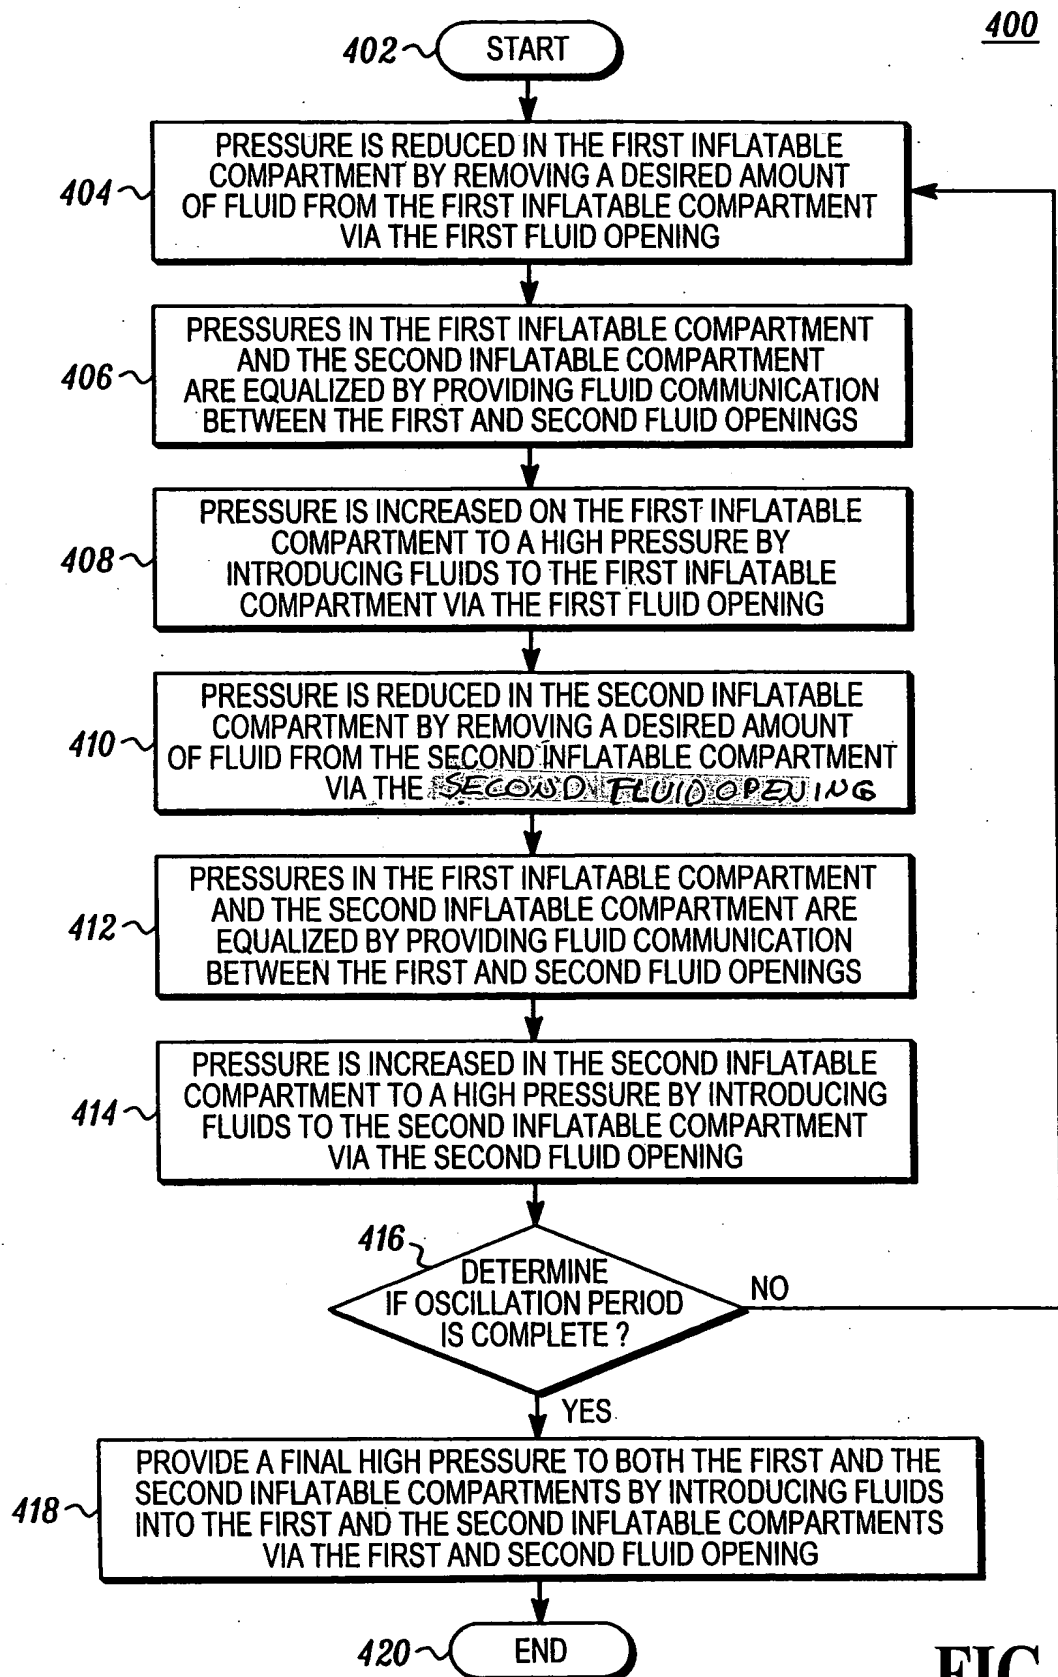 400
402 START
PRESSURE IS REDUCED IN THE FIRST INFLATABLE
COMPARTMENT BY REMOVING A DESIRED AMOUNT
404 OF FLUID FROM THE FIRST INFLATABLE COMPARTMENT
VIA THE FIRST FLUID OPENING
PRESSURES IN THE FIRST INFLATABLE COMPARTMENT
AND THE SECOND INFLATABLE COMPARTMENT
406 ARE EQUALIZED BY PROVIDING FLUID COMMUNICATION
BETWEEN THE FIRST AND SECOND FLUID OPENINGS
PRESSURE IS INCREASED ON THE FIRST INFLATABLE
COMPARTMENT TO A HIGH PRESSURE BY
408 INTRODUCING FLUIDS TO THE FIRST INFLATABLE
COMPARTMENT VIA THE FIRST FLUID OPENING
PRESSURE IS REDUCED IN THE SECOND INFLATABLE
COMPARTMENT BY REMOVING A DESIRED AMOUNT
410 OF FLUID FROM THE SECOND INFLATABLE COMPARTMENT
VIA THE SECOND FLUID OPENING
PRESSURES IN THE FIRST INFLATABLE COMPARTMENT
AND THE SECOND INFLATABLE COMPARTMENT ARE
412 EQUALIZED BY PROVIDING FLUID COMMUNICATION
BETWEEN THE FIRST AND SECOND FLUID OPENINGS
PRESSURE IS INCREASED IN THE SECOND INFLATABLE
COMPARTMENT TO A HIGH PRESSURE BY INTRODUCING
414 FLUIDS TO THE SECOND INFLATABLE COMPARTMENT
VIA THE SECOND FLUID OPENING
416 DETERMINE
IF OSCILLATION PERIOD NO
IS COMPLETE ?
YES
PROVIDE A FINAL HIGH PRESSURE TO BOTH THE FIRST AND THE
SECOND INFLATABLE COMPARTMENTS BY INTRODUCING FLUIDS
418 INTO THE FIRST AND THE SECOND INFLATABLE COMPARTMENTS
VIA THE FIRST AND SECOND FLUID OPENING
420 END
FIG